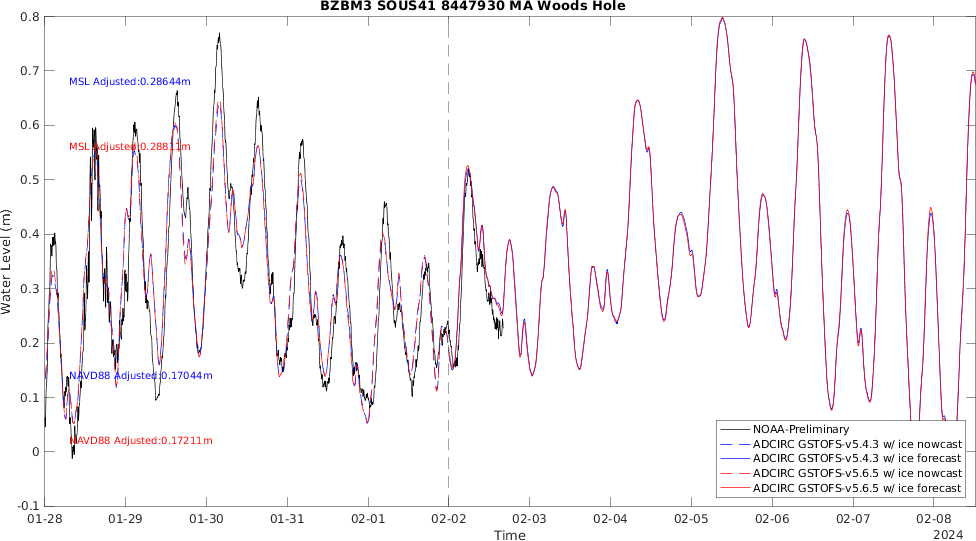 BZBM3 SOUS41 8447930 MA Woods Hole
0.8
0.7
0.6
0.5
0.4
0.3
0.2
0.1
0
-0.1
Water Level (m)
MSL Adjusted:0.28644m
MSL Adjusted:0.28811m
NAVD88 Adjusted:0.17044m
NAVD88 Adjusted:0.17211m
NOAA-Preliminary
ADCIRC GSTOFS-v5.4.3 w/ ice nowcast
ADCIRC GSTOFS-v5.4.3 w/ ice forecast
ADCIRC GSTOFS-v5.6.5 w/ ice nowcast
ADCIRC GSTOFS-v5.6.5 w/ ice forecast
01-28 01-29 01-30 01-31 02-01 02-02 02-03 02-04 02-05 02-06 02-07 02-08
Time
2024